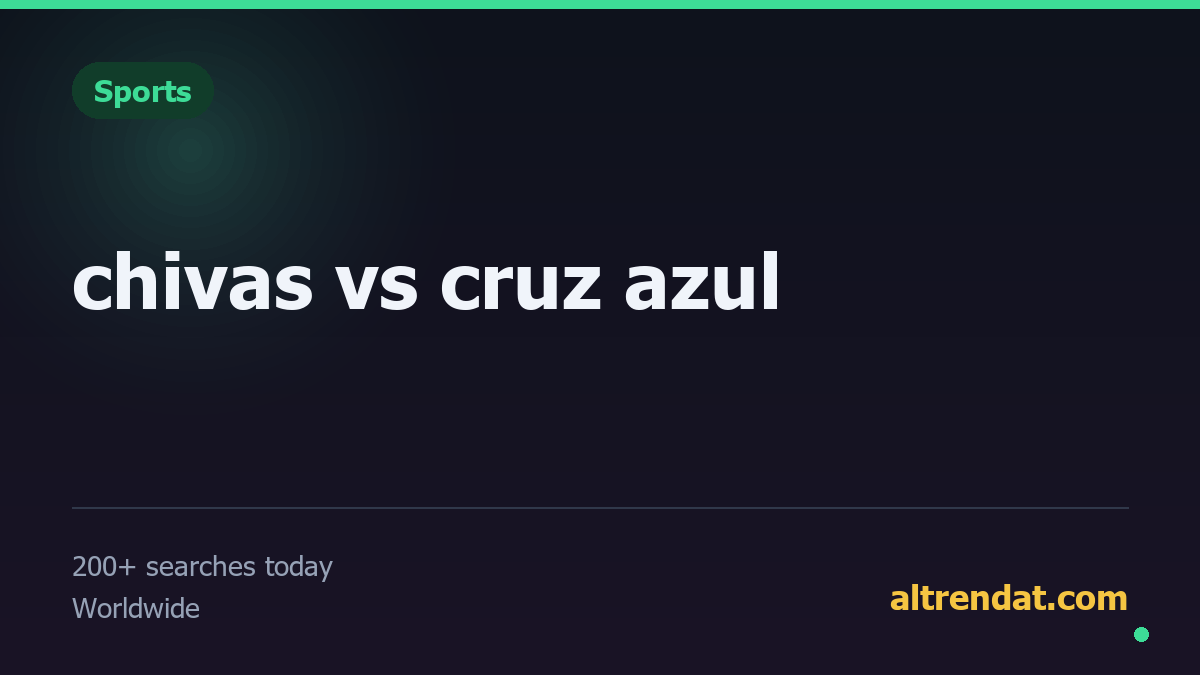 Sports
chivas vs cruz azul
200+ searches today
Worldwide
altrendat.com